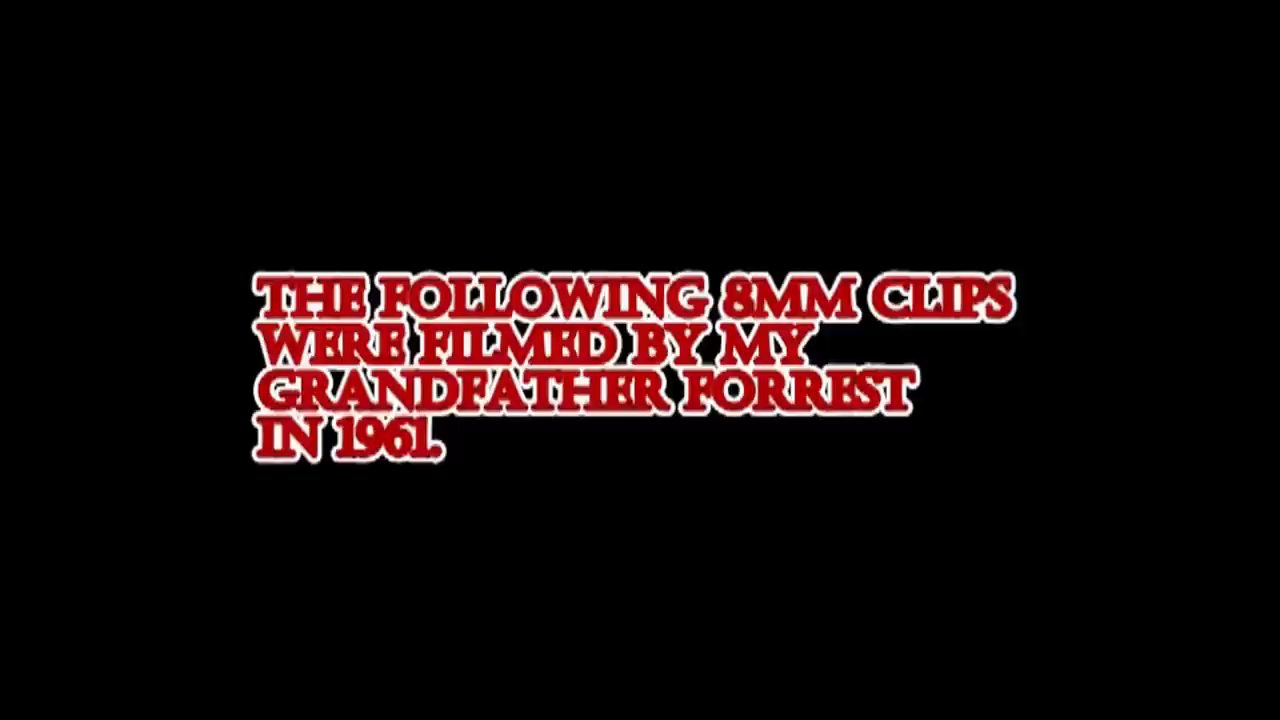 THE FOLLOWING 8MM CLIPS
WERE FILMED BY MY
GRANDFATHER FORREST
IN 1961.